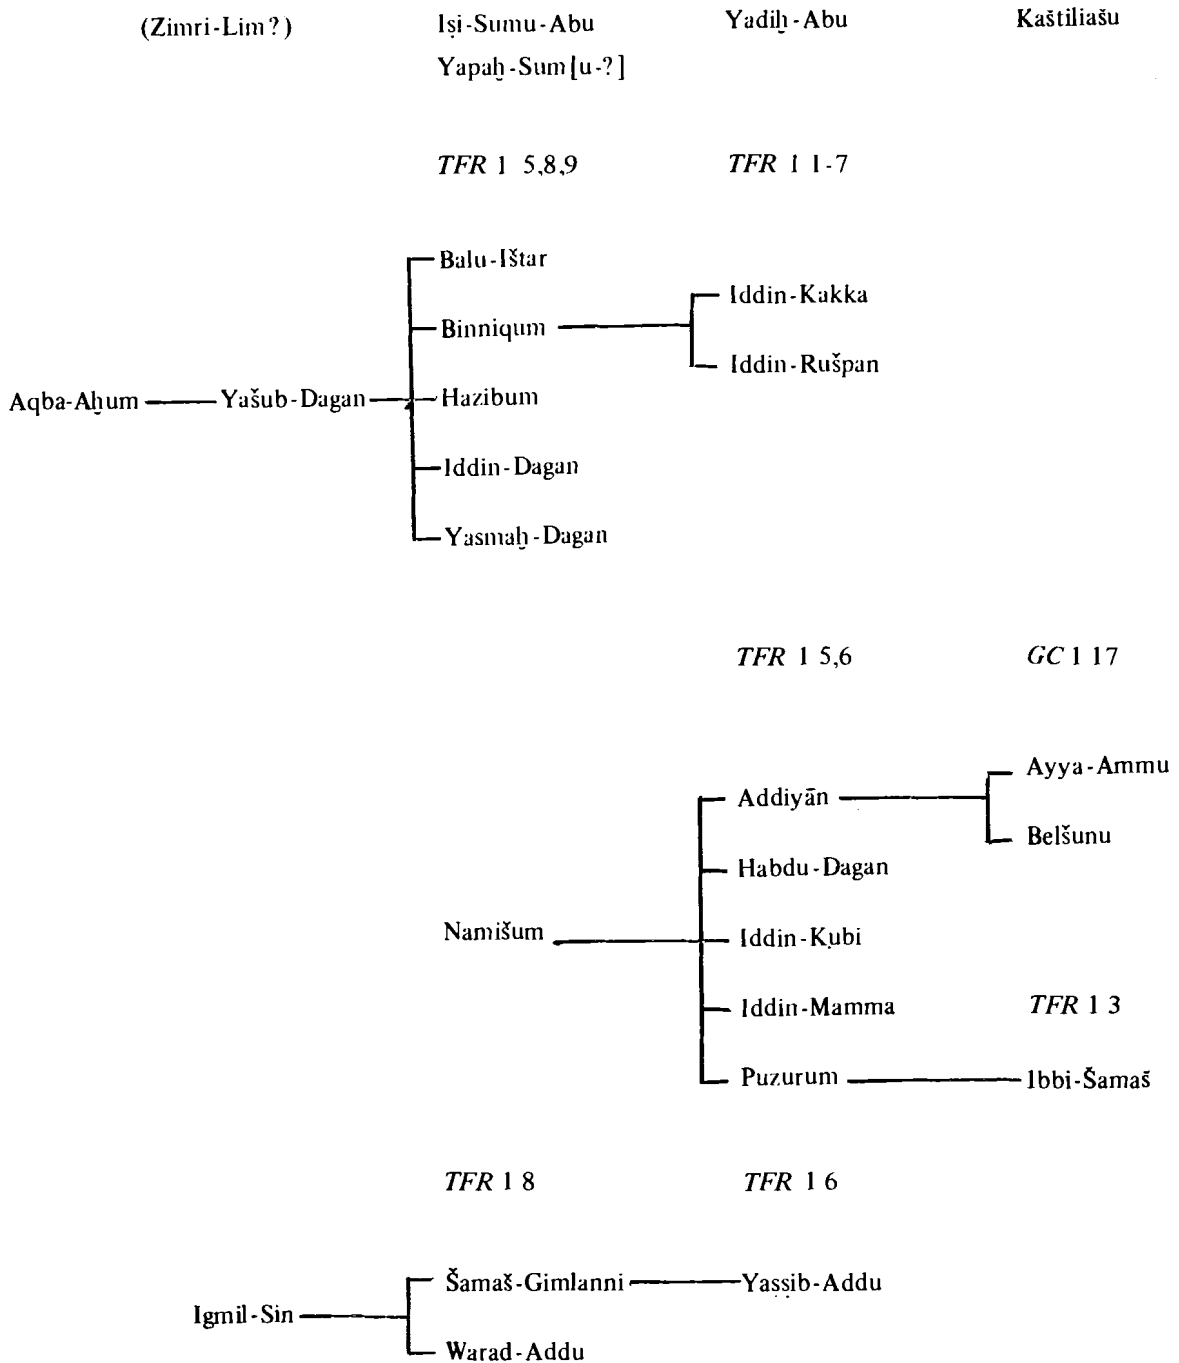 (Zimri-Lim?) Iṣi-Sumu-Abu Yadiḫ-Abu Kaštiliašu
Yapaḫ-Sum[u-?]
TFR 1 5,8,9 TFR 1 1-7
Balu-Ištar
Iddin-Kakka
Binniqum
Iddin-Rušpan
Aqba-Aḫum Yašub-Dagan Hazibum
Iddin-Dagan
Yasmaḫ-Dagan
TFR 1 5,6 GC 1 17
Ayya-Ammu
Addiyān
Belšunu
Habdu-Dagan
Namišum Iddin-Kubi
Iddin-Mamma TFR 1 3
Puzurum Ibbi-Šamaš
TFR 1 8 TFR 1 6
Šamaš-Gimlanni Yaṣṣib-Addu
Igmil-Sin
Warad-Addu